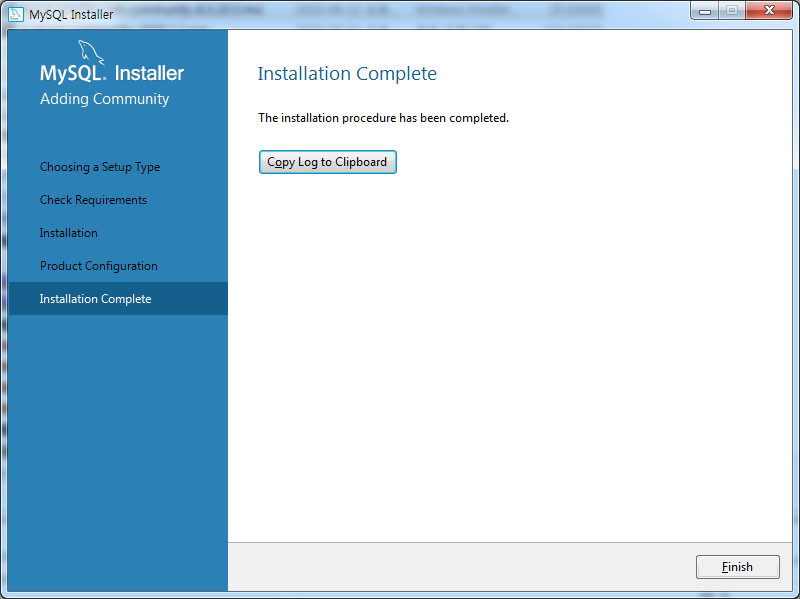 MySQL Installer
MySQL. Installer
Adding Community
Choosing a Setup Type
Check Requirements
Installation
Product Configuration
Installation Complete
Installation Complete
The installation procedure has been completed.
Copy Log to Clipboard
Finish